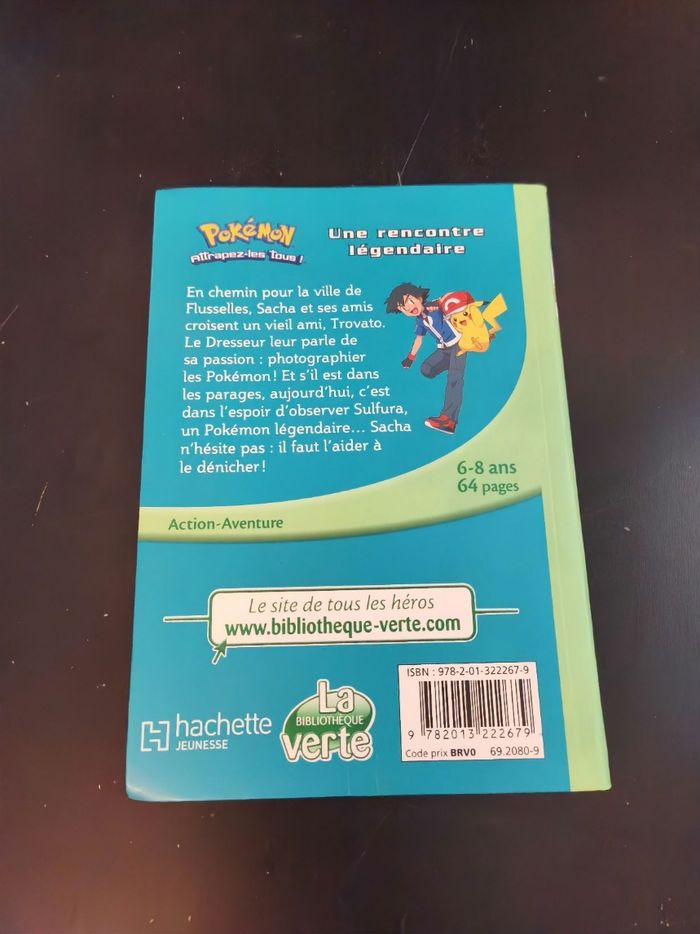 POKéMON
Attrapez-les tous !
Une rencontre
légendaire
En chemin pour la ville de
Flusselles, Sacha et ses amis
croisent un vieil ami, Trovato.
Le Dresseur leur parle de
sa passion : photographier
les Pokémon ! Et s'il est dans
les parages, aujourd'hui, c'est
dans l'espoir d'observer Sulfura,
un Pokémon légendaire... Sacha
n'hésite pas : il faut l'aider à
le dénicher !
6-8 ans
64 pages
Action-Aventure
Le site de tous les héros
www.bibliotheque-verte.com
hachette
JEUNESSE
La
BIBLIOTHÈQUE
verte
ISBN : 978-2-01-322267-9
9 782013 222679
Code prix BRV0 69.2080-9